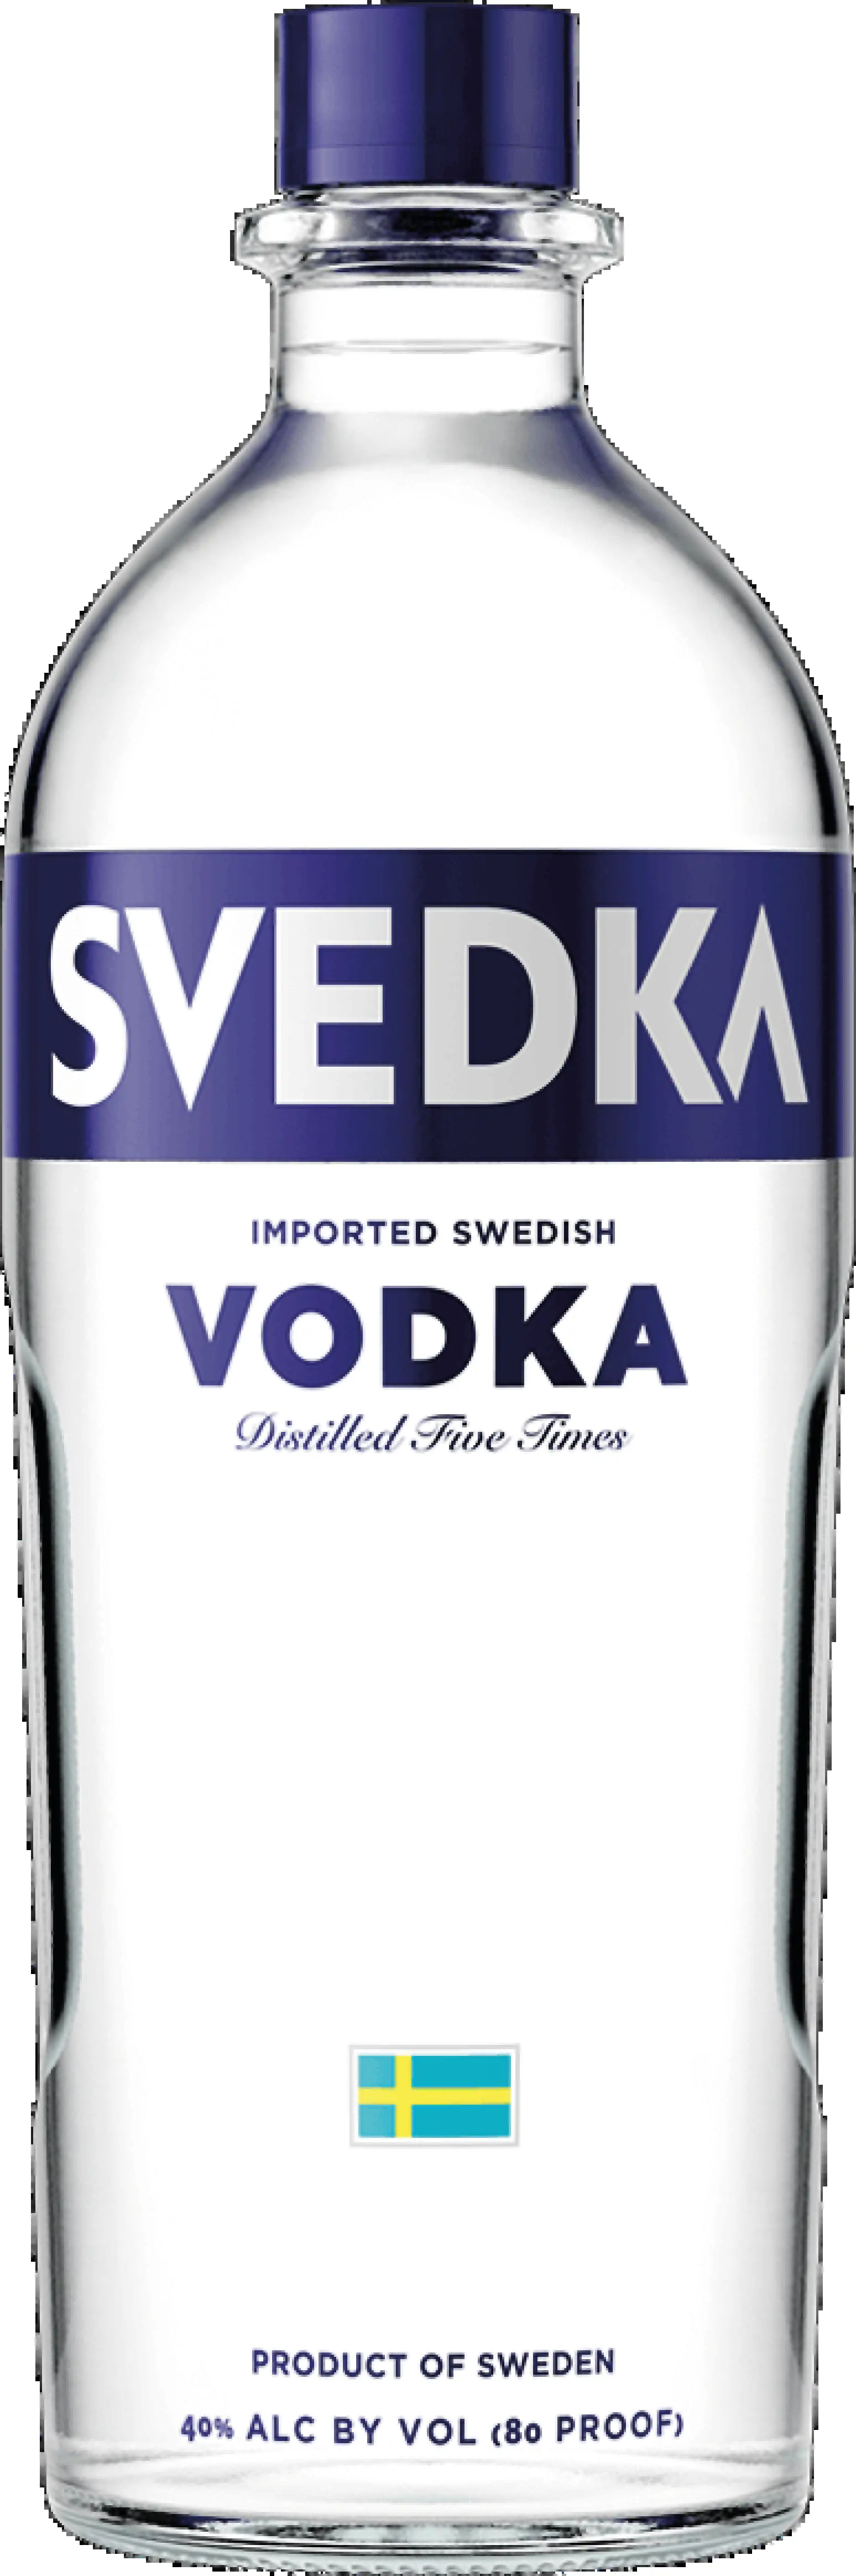 SVEDKA
IMPORTED SWEDISH
VODKA
Distilled Five Times
PRODUCT OF SWEDEN
40% ALC BY VOL (80 PROOF)